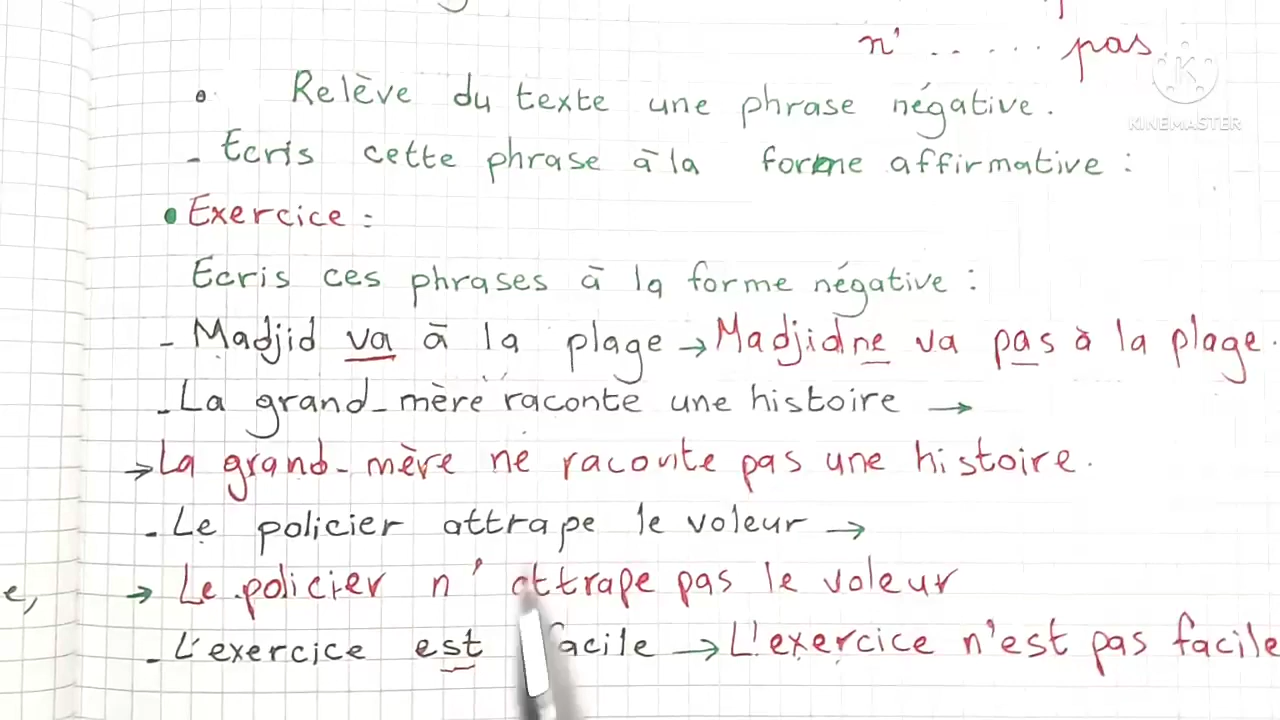 n' ..... pas
KINEMASTER
Relève du texte une phrase négative.
- Ecris cette phrase à la forme affirmative :
Exercice :
Ecris ces phrases à la forme négative :
- Madjid va à la plage → Madjid ne va pas à la plage.
- La grand-mère raconte une histoire →
→ La grand-mère ne raconte pas une histoire.
- Le policier attrape le voleur →
e, → Le policier n'attrape pas le voleur
- L'exercice est facile → L'exercice n'est pas facile